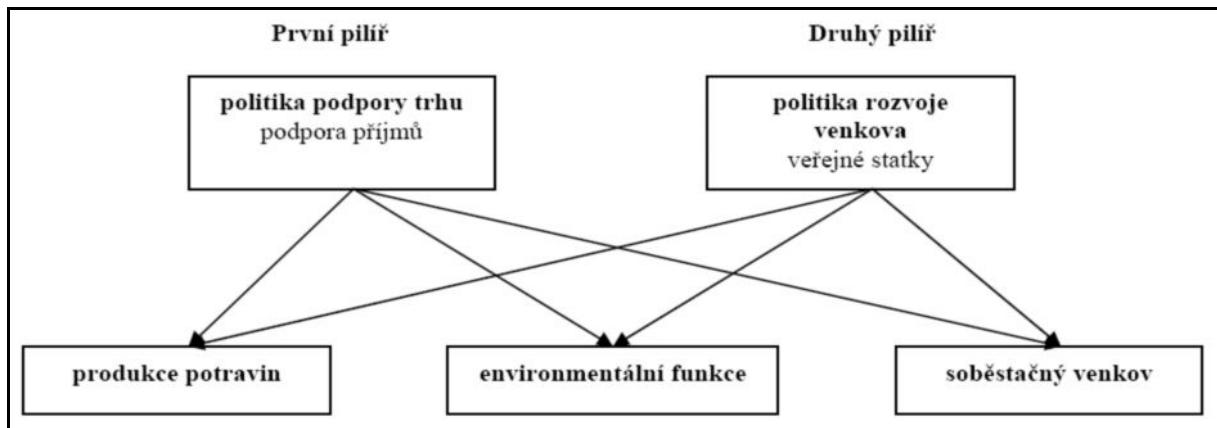 První pilíř
Druhý pilíř
politika podpory trhu
podpora příjmů
politika rozvoje
venkova
veřejné statky
produkce potravin
environmentální funkce
soběstačný venkov